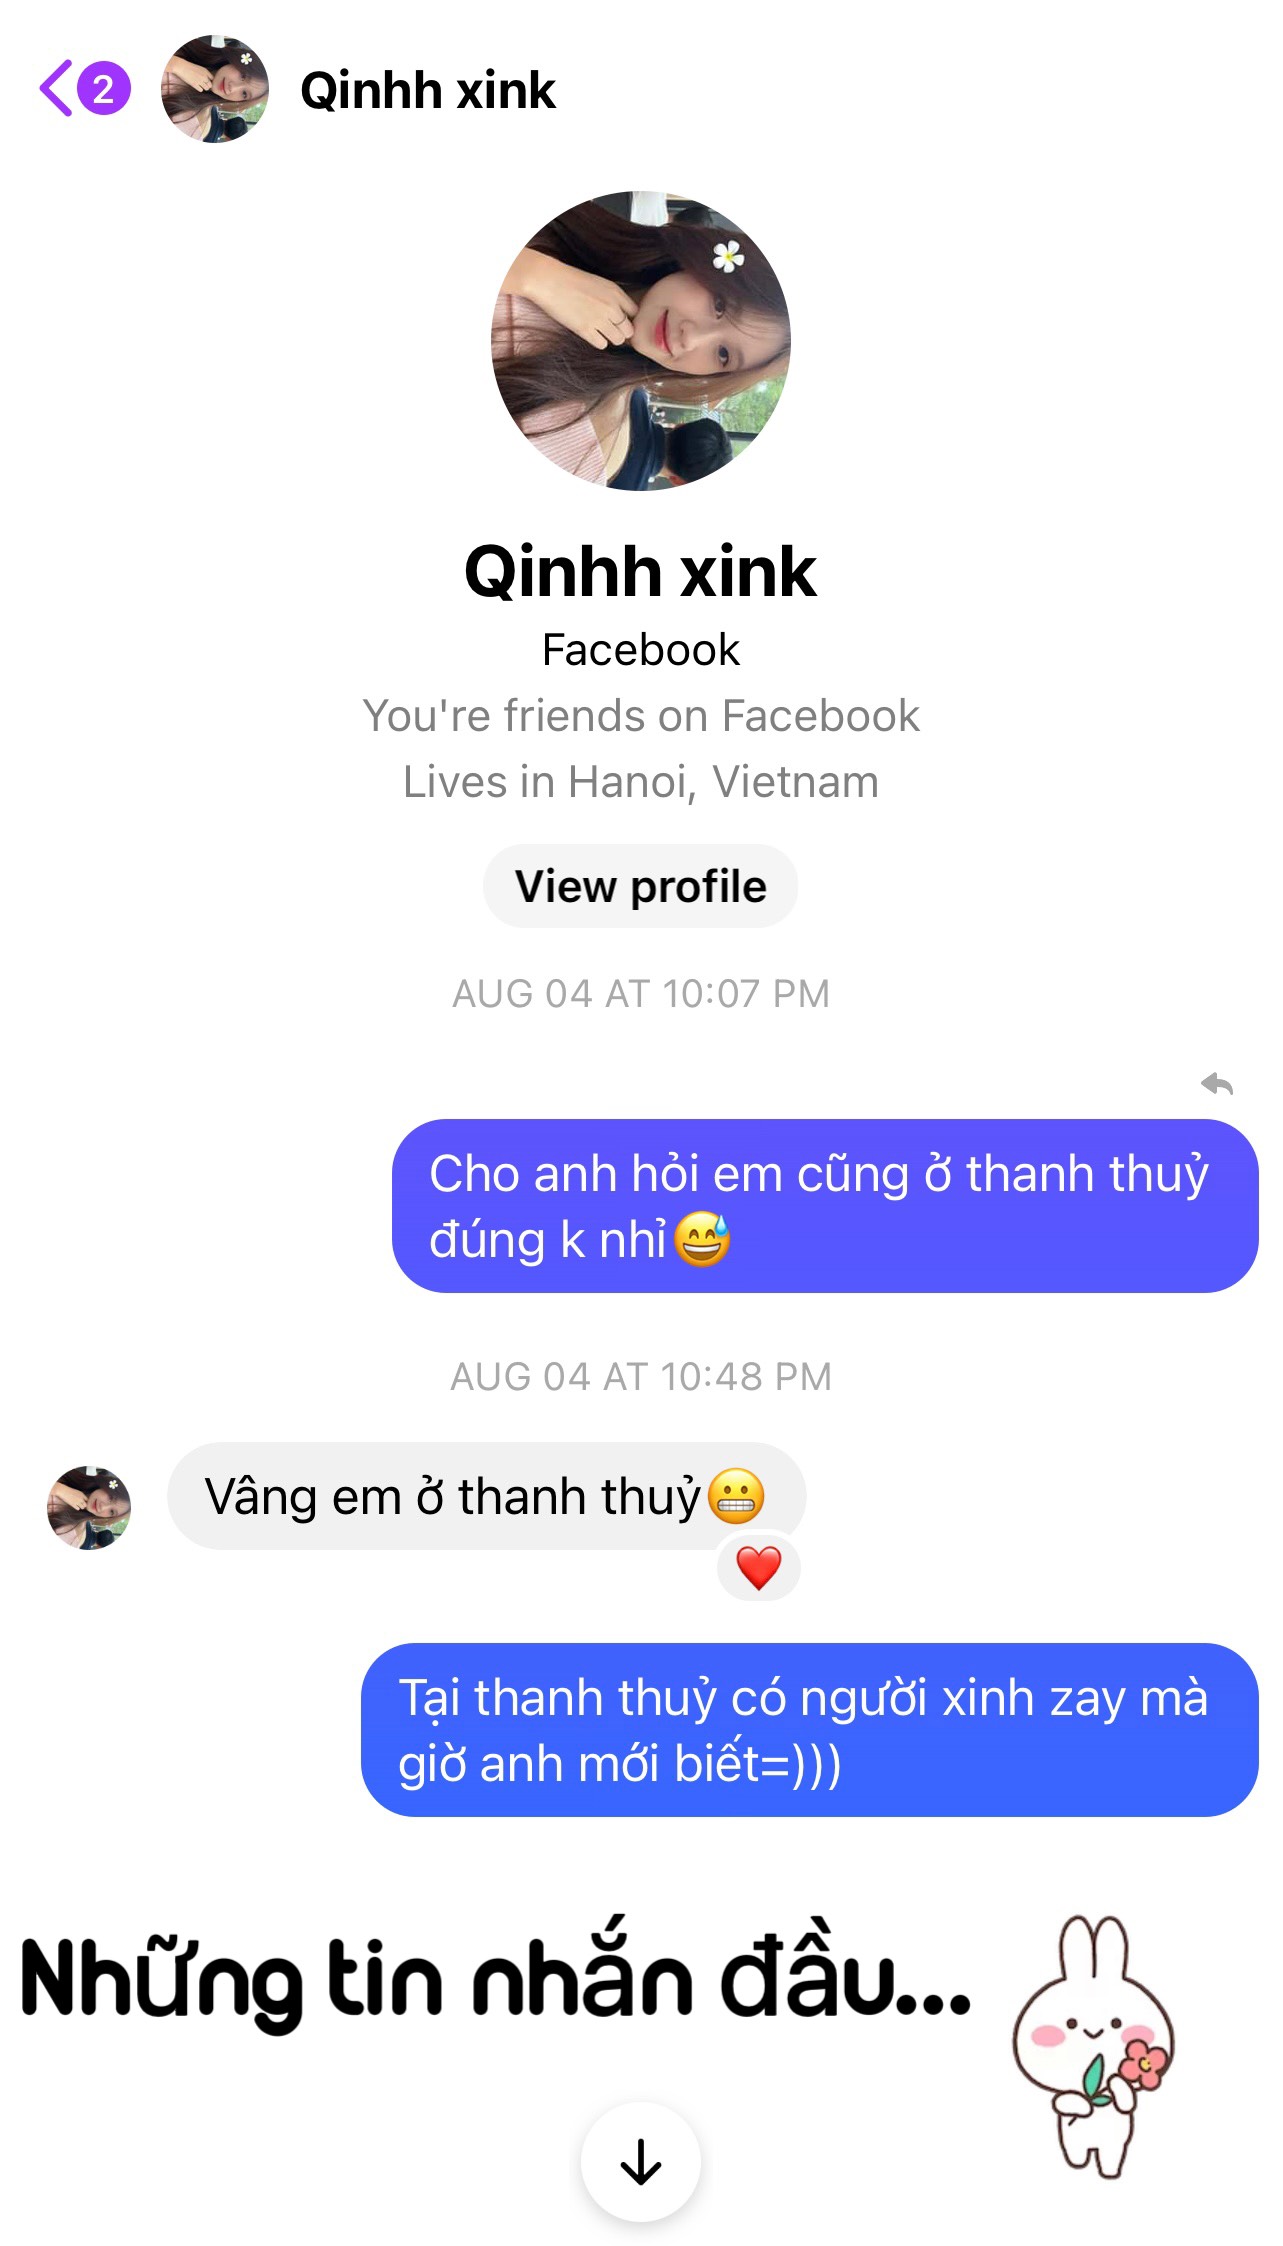 2
Qinhh xink
Qinhh xink
Facebook
You're friends on Facebook
Lives in Hanoi, Vietnam
View profile
AUG 04 AT 10:07 PM
Cho anh hỏi em cũng ở thanh thuỷ
đúng k nhỉ😅
AUG 04 AT 10:48 PM
Vâng em ở thanh thuỷ😬
❤️
Tại thanh thuỷ có người xinh zay mà
giờ anh mới biết=)))
Những tin nhắn đầu...